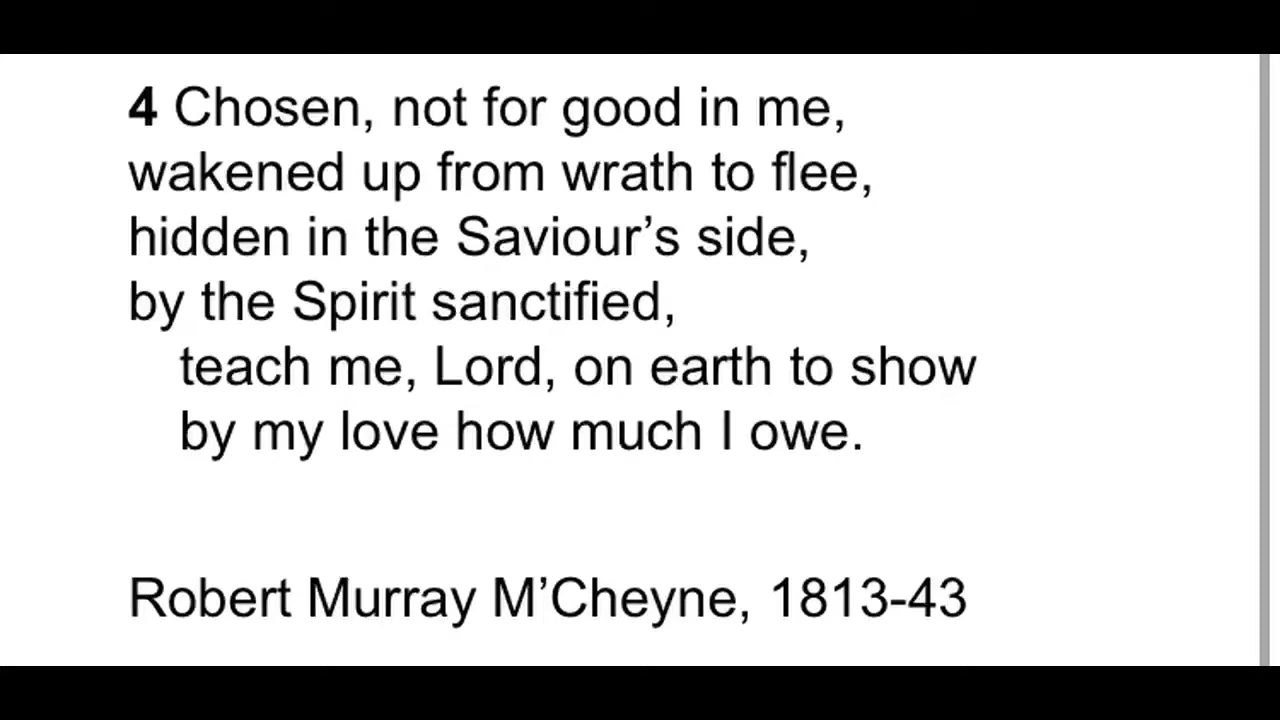 4 Chosen, not for good in me,
wakened up from wrath to flee,
hidden in the Saviour’s side,
by the Spirit sanctified,
teach me, Lord, on earth to show
by my love how much I owe.
Robert Murray M’Cheyne, 1813-43